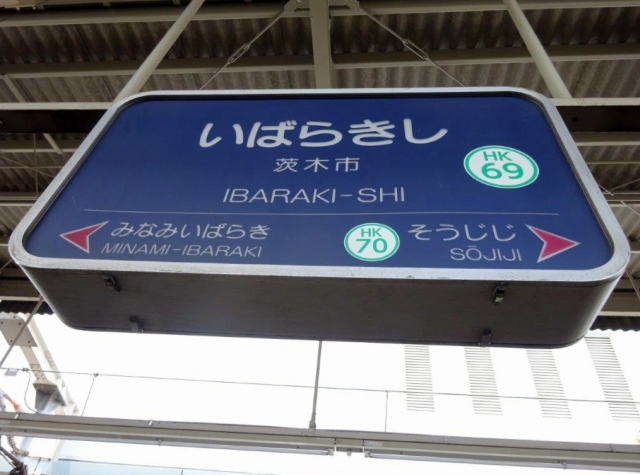 いばらきし
茨木市
HK
69
IBARAKI-SHI
みなみいばらき
MINAMI-IBARAKI
HK
70
そうじじ
SŌJIJI